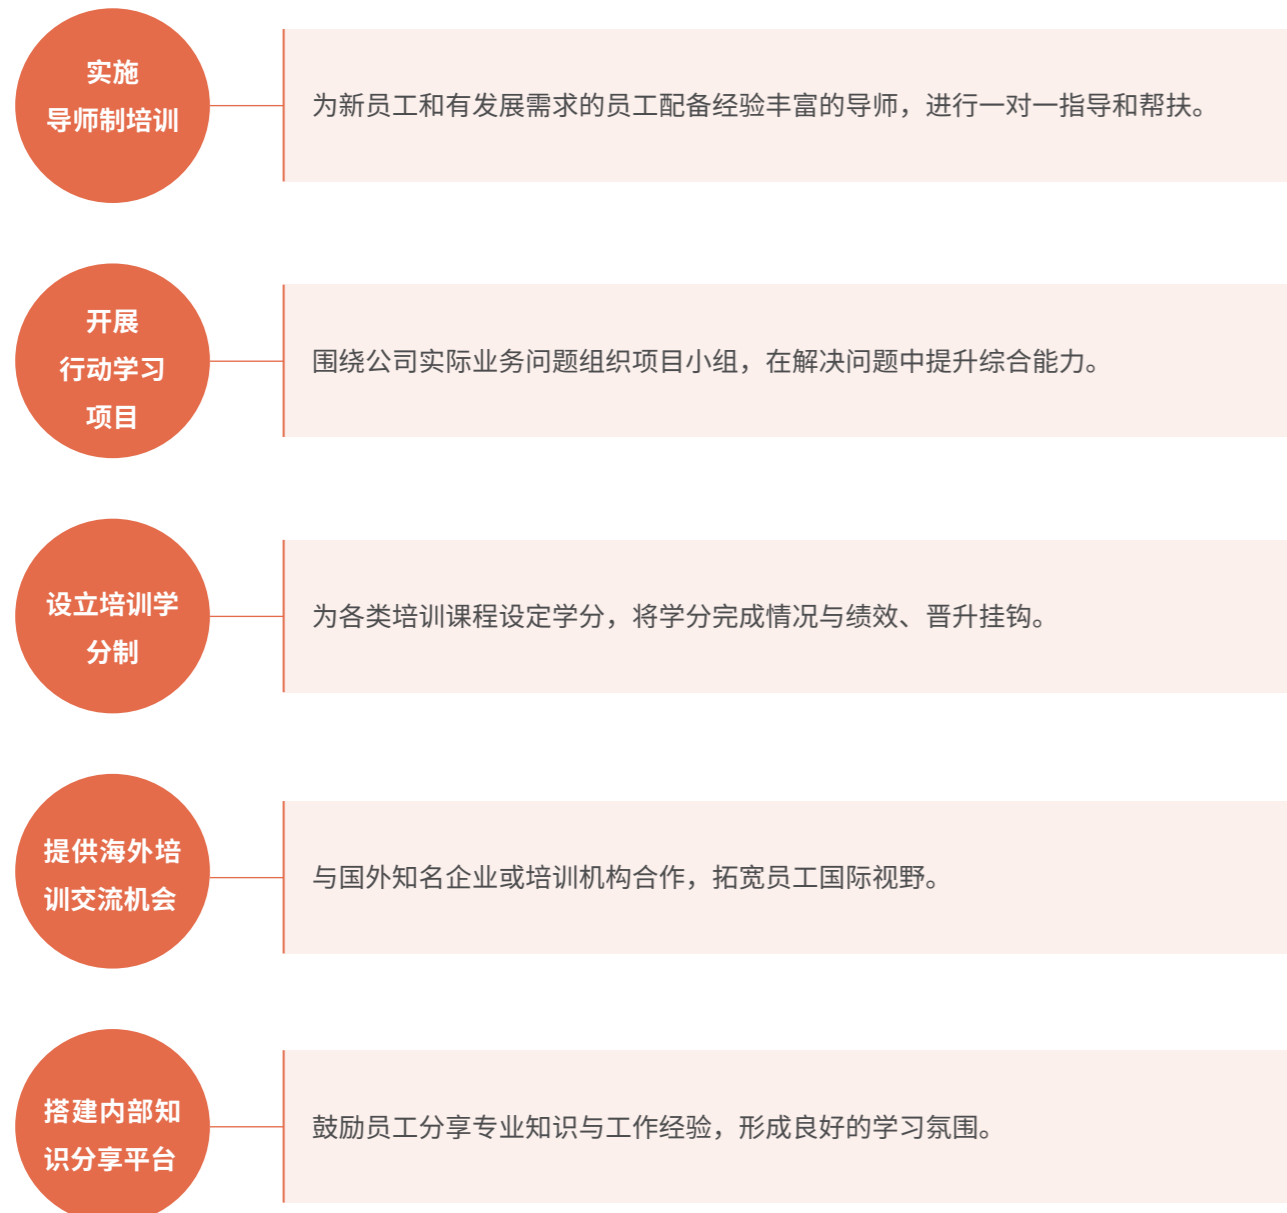 实施
导师制培训
为新员工和有发展需求的员工配备经验丰富的导师，进行一对一指导和帮扶。
开展
行动学习
项目
围绕公司实际业务问题组织项目小组，在解决问题中提升综合能力。
设立培训学
分制
为各类培训课程设定学分，将学分完成情况与绩效、晋升挂钩。
提供海外培
训交流机会
与国外知名企业或培训机构合作，拓宽员工国际视野。
搭建内部知
识分享平台
鼓励员工分享专业知识与工作经验，形成良好的学习氛围。